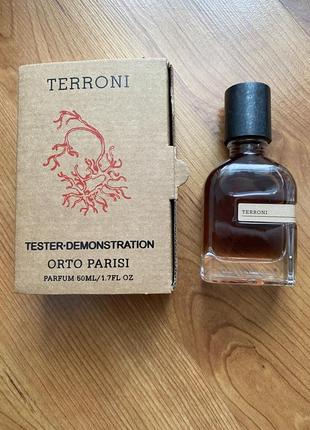 TERRONI
TESTER•DEMONSTRATION
ORTO PARISI
PARFUM 50ML/1.7FL OZ
TERRONI